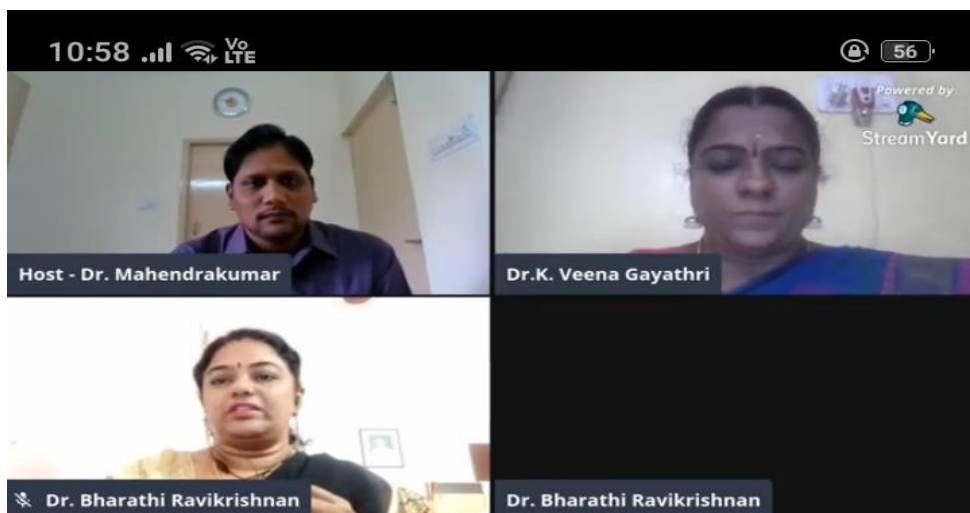 10:58
Vo
LTE
56
Powered by
StreamYard
Host - Dr. Mahendrakumar
Dr.K. Veena Gayathri
Dr. Bharathi Ravikrishnan
Dr. Bharathi Ravikrishnan